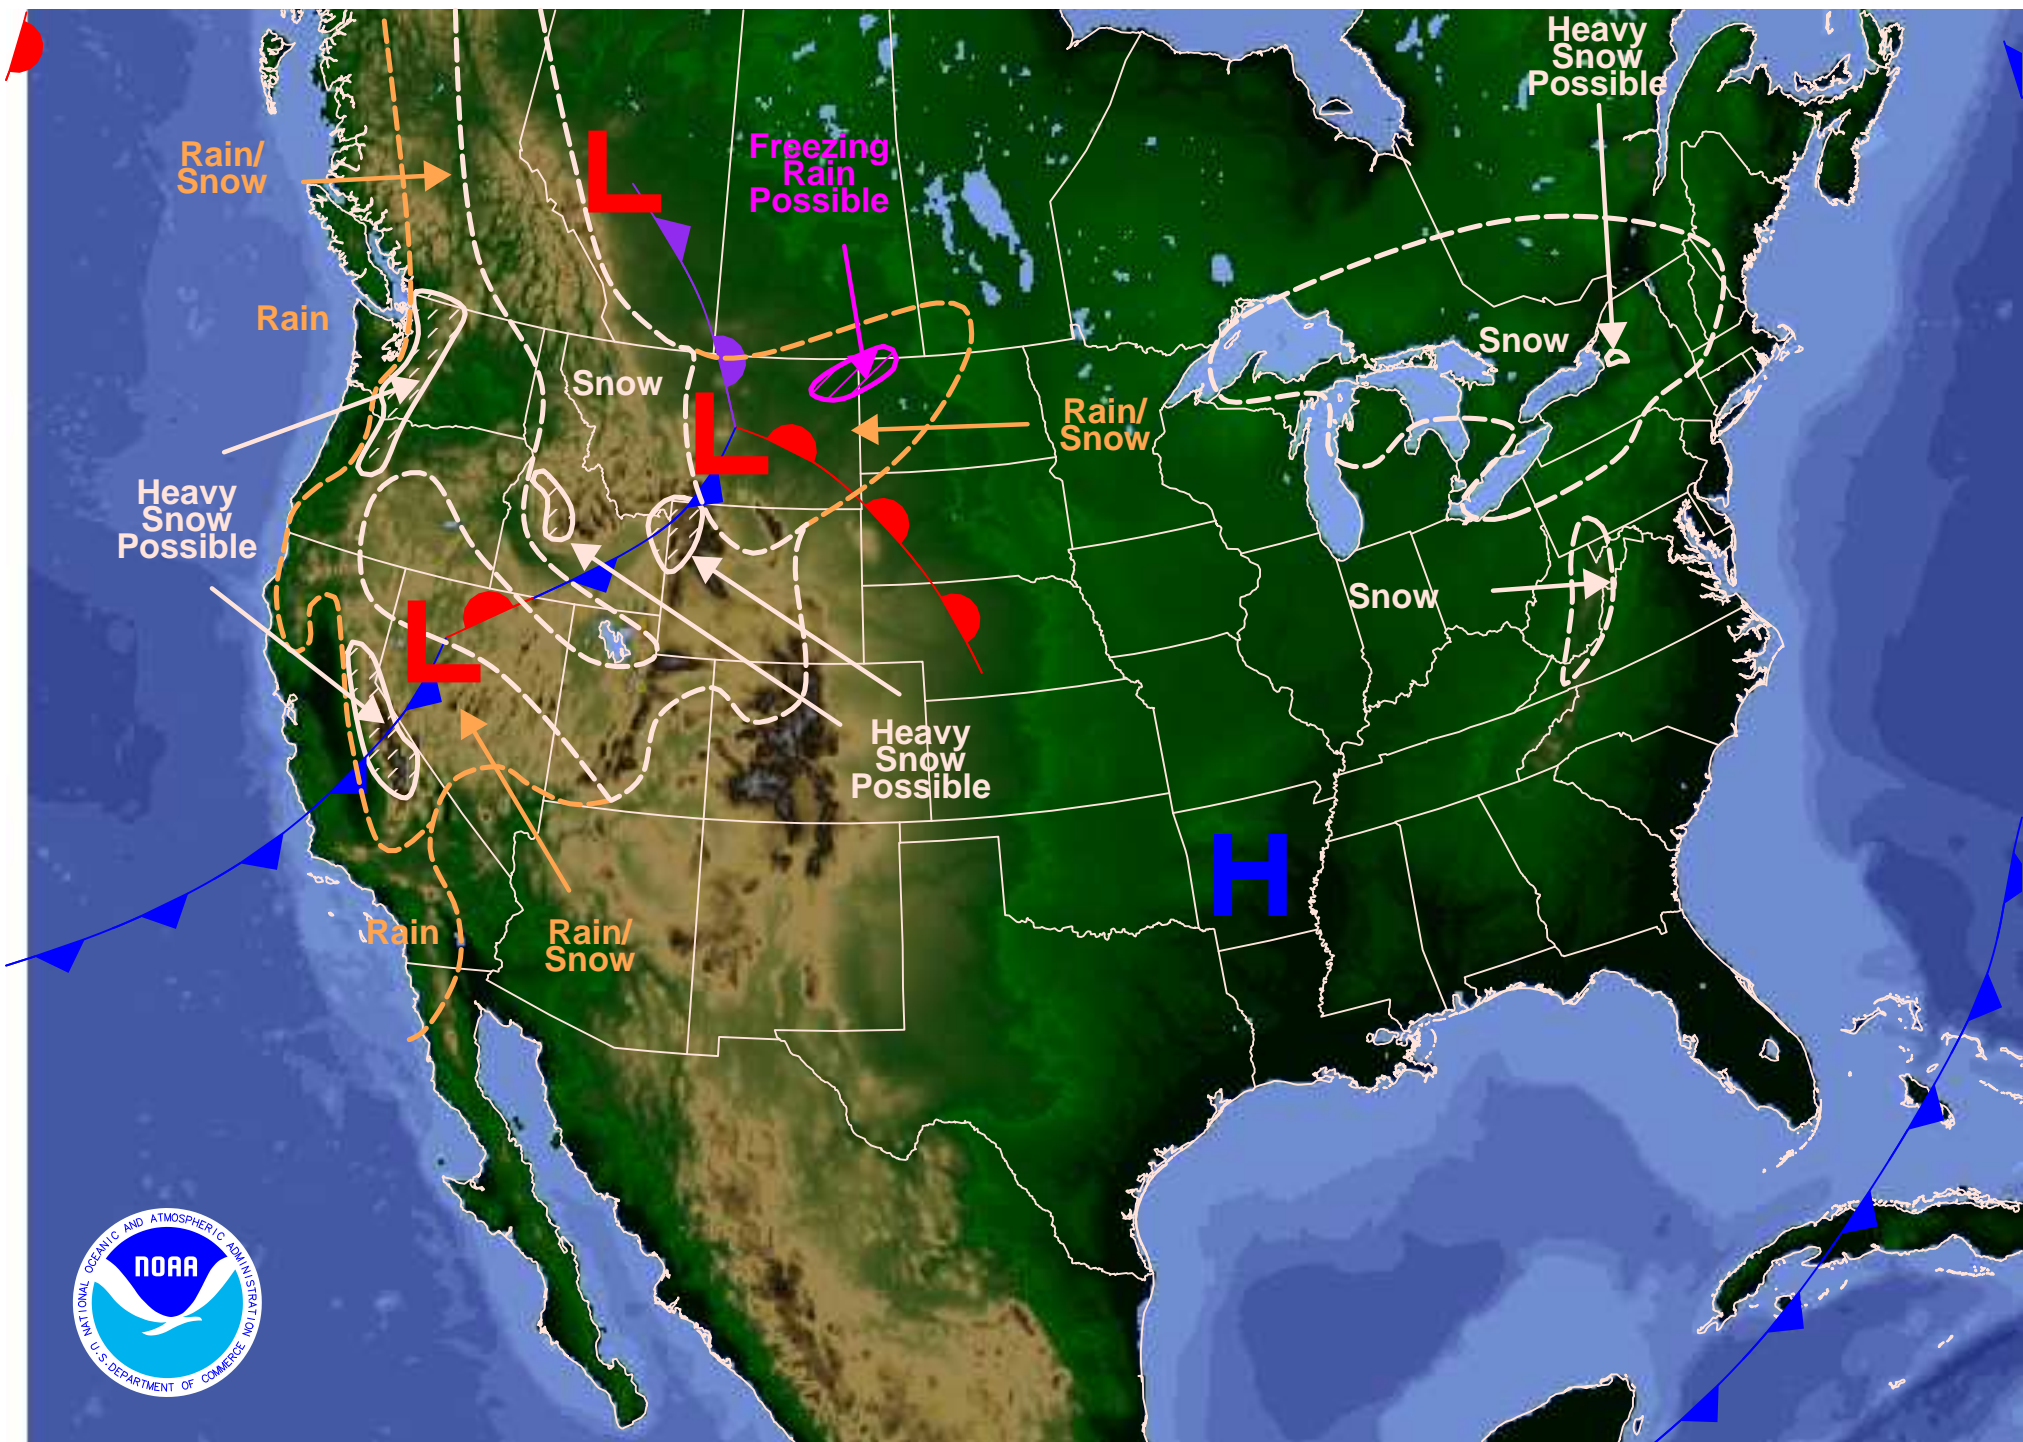 Heavy
Snow
Possible
Rain/
Snow
L
Freezing
Rain
Possible
Rain
Snow
Snow
L
Rain/
Snow
Heavy
Snow
Possible
Snow
L
Heavy
Snow
Possible
H
Rain
Rain/
Snow
NATIONAL OCEANIC AND ATMOSPHERIC ADMINISTRATION
NOAA
U.S. DEPARTMENT OF COMMERCE